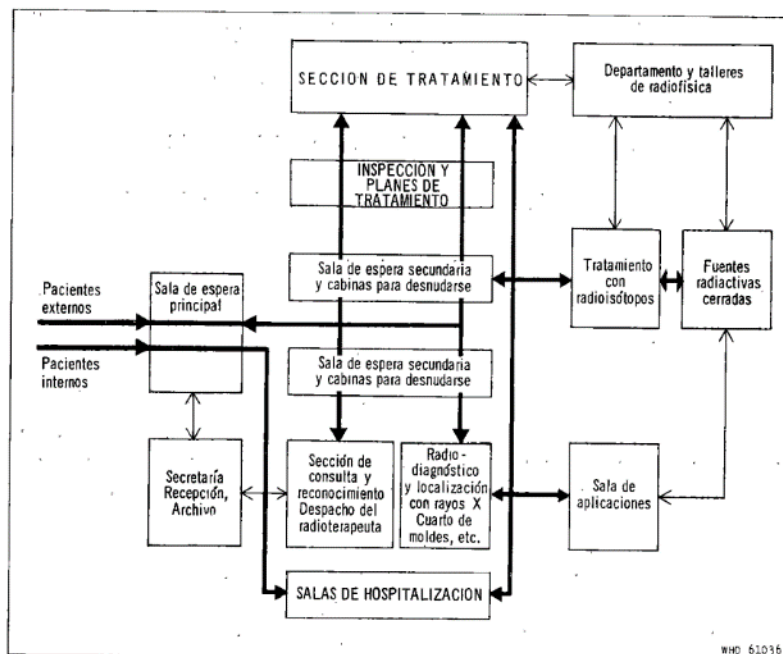 SECCION DE TRATAMIENTO
Departamento y talleres
de radiofísica
INSPECCIÓN Y
PLANES DE
TRATAMIENTO
Sala de espera secundaria
y cabinas para desnudarse
Tratamiento
con
radioisótopos
Fuentes
radiactivas
cerradas
Pacientes
externos
Sala de espera
principal
Pacientes
internos
Sala de espera secundaria
y cabinas para desnudarse
Secretaría
Recepción,
Archivo
Sección de
consulta y
reconocimiento
Despacho del
radioterapeuta
Radio-
diagnóstico
y localización
con rayos X
Cuarto de
moldes, etc.
Sala de
aplicaciones
SALAS DE HOSPITALIZACION
WHO 61036